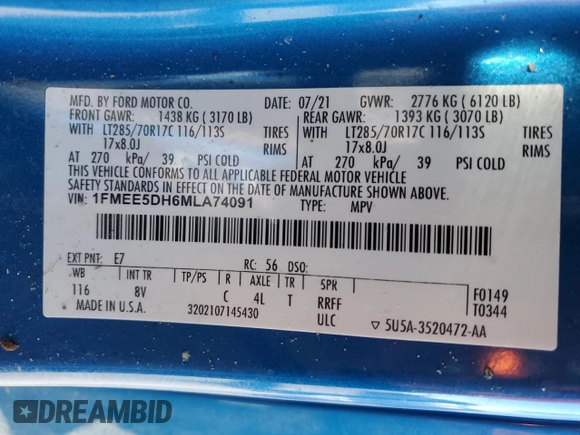 MFD. BY FORD MOTOR CO.
DATE: 07/21 GVWR: 2776 KG ( 6120 LB)
FRONT GAWR: 1438 KG ( 3170 LB)
REAR GAWR: 1393 KG ( 3070 LB)
WITH LT285/70R17C 116/113S TIRES
WITH LT285/70R17C 116/113S TIRES
17x8.0J RIMS
17x8.0J RIMS
AT 270 kPa/ 39 PSI COLD
AT 270 kPa/ 39 PSI COLD
THIS VEHICLE CONFORMS TO ALL APPLICABLE FEDERAL MOTOR VEHICLE
SAFETY STANDARDS IN EFFECT ON THE DATE OF MANUFACTURE SHOWN ABOVE.
VIN: 1FMEE5DH6MLA74091 TYPE: MPV
EXT PNT: E7 RC: 56 DSO:
WB INT TR TP/PS R AXLE TR SPR
116 8V C 4L T RRFF
F0149
T0344
MADE IN U.S.A. 3202107145430 ULC ▽ 5U5A-3520472-AA
DREAMBID